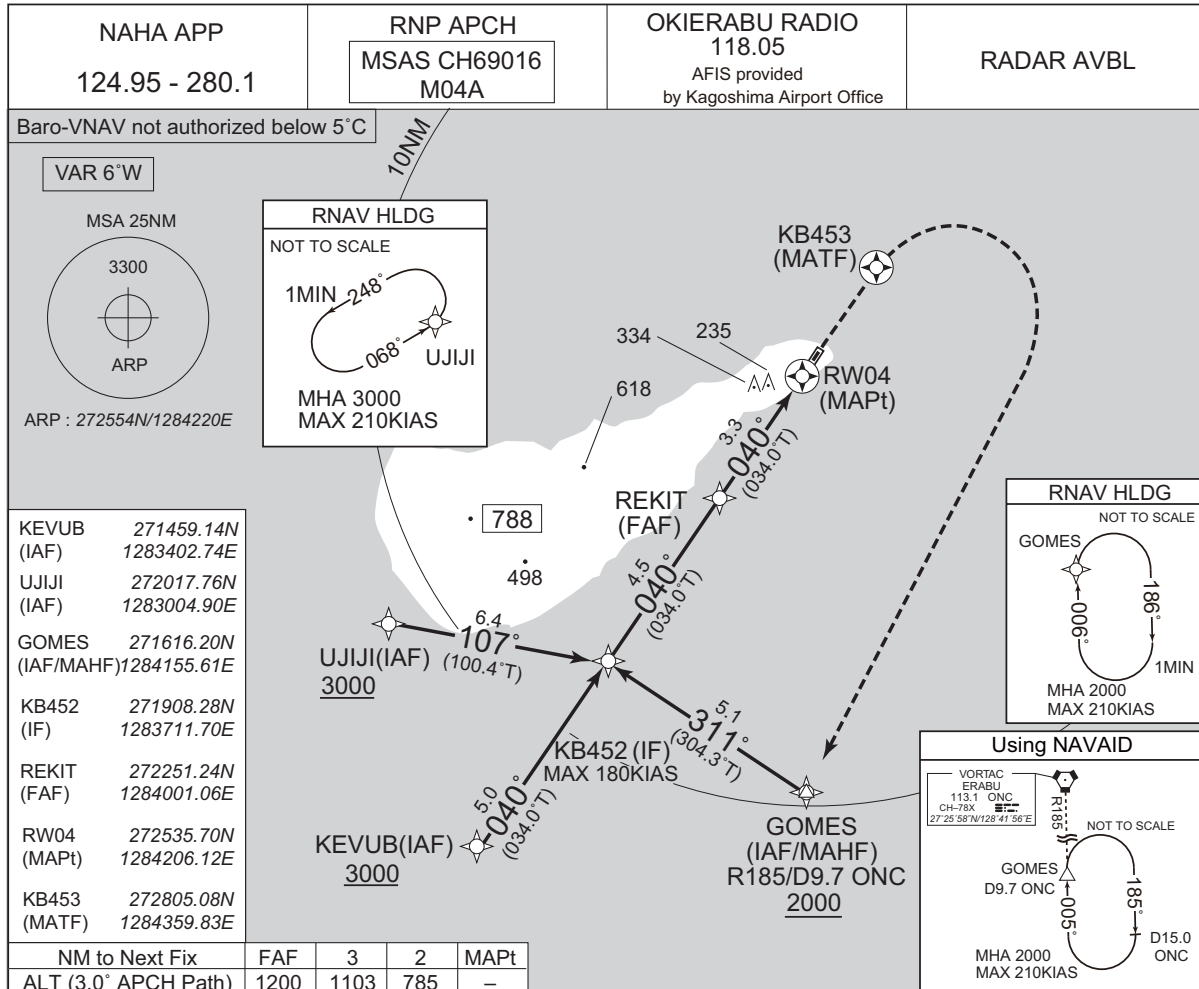 NAHA APP
124.95 - 280.1
RNP APCH
MSAS CH69016
M04A
OKIERABU RADIO
118.05
AFIS provided
by Kagoshima Airport Office
RADAR AVBL
Baro-VNAV not authorized below 5˚C
VAR 6˚W
MSA 25NM
3300
ARP
ARP : 272554N/1284220E
10NM
RNAV HLDG
NOT TO SCALE
1MIN
248˚
068˚
UJIJI
MHA 3000
MAX 210KIAS
KB453
(MATF)
334
235
618
RW04
(MAPt)
3.3
040˚
(034.0˚T)
REKIT
(FAF)
788
498
4.5
040˚
(034.0˚T)
6.4
107˚
(100.4˚T)
UJIJI(IAF)
3000
5.1
311˚
(304.3˚T)
KB452 (IF)
MAX 180KIAS
5.0
040˚
(034.0˚T)
KEVUB(IAF)
3000
GOMES
(IAF/MAHF)
R185/D9.7 ONC
2000
RNAV HLDG
NOT TO SCALE
GOMES
186˚
006˚
1MIN
MHA 2000
MAX 210KIAS
Using NAVAID
VORTAC
ERABU
113.1 ONC
CH–78X
27˚25'58"N/128˚41'56"E
R185
NOT TO SCALE
GOMES
D9.7 ONC
185˚
005˚
D15.0
ONC
MHA 2000
MAX 210KIAS
KEVUB 271459.14N
(IAF) 1283402.74E
UJIJI 272017.76N
(IAF) 1283004.90E
GOMES 271616.20N
(IAF/MAHF)1284155.61E
KB452 271908.28N
(IF) 1283711.70E
REKIT 272251.24N
(FAF) 1284001.06E
RW04 272535.70N
(MAPt) 1284206.12E
KB453 272805.08N
(MATF) 1284359.83E
NM to Next Fix FAF 3 2 MAPt
ALT (3.0˚ APCH Path) 1200 1103 785 –